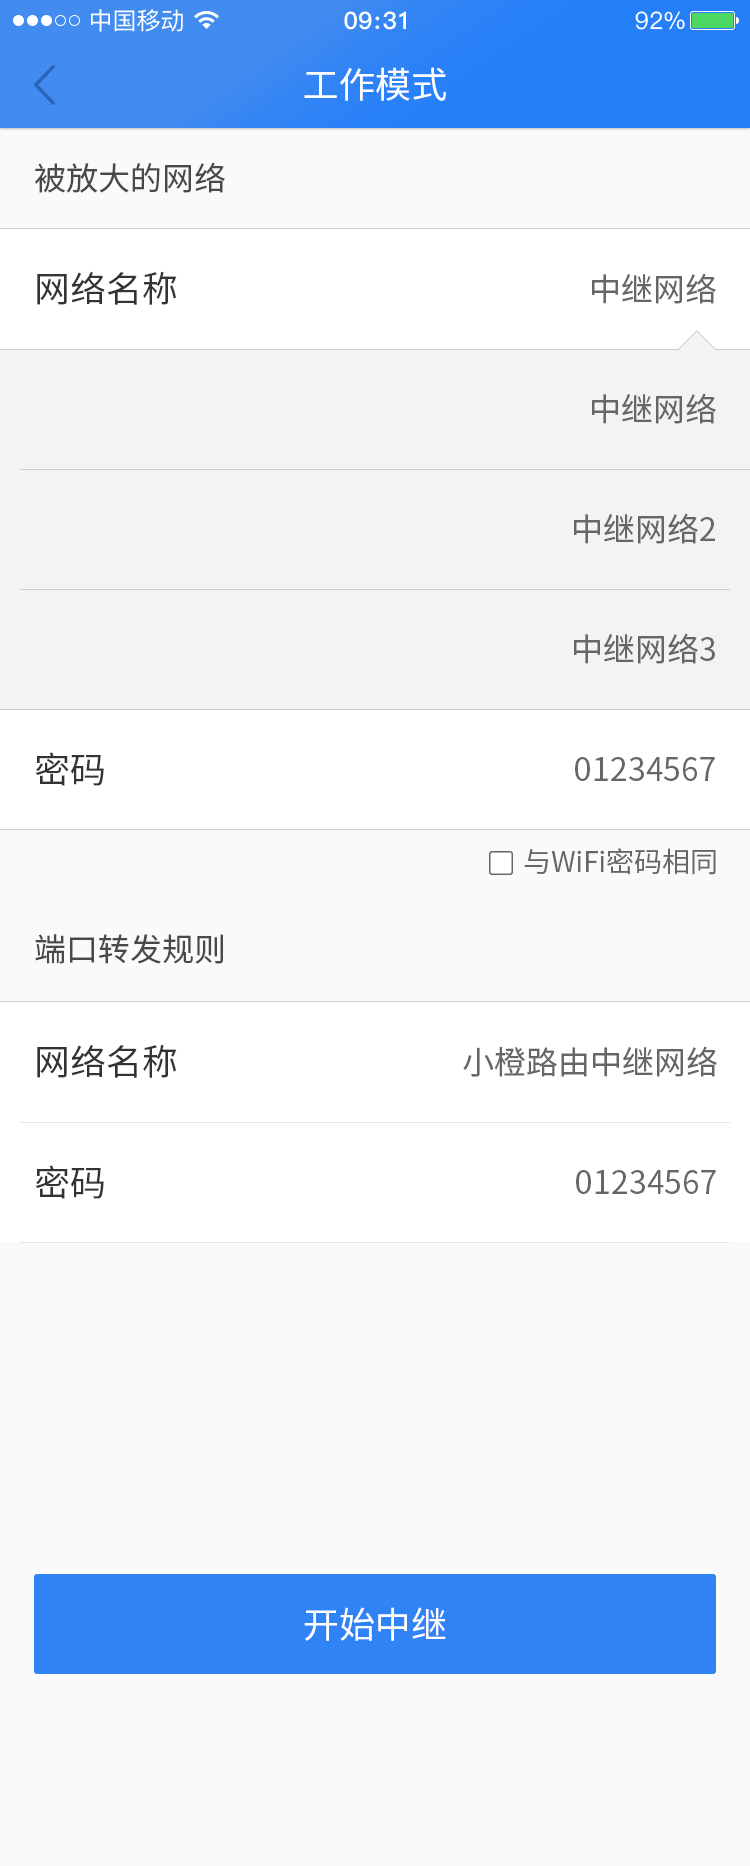 中国移动 09:31 92%
工作模式
被放大的网络
网络名称 中继网络
中继网络
中继网络2
中继网络3
密码 01234567
与WiFi密码相同
端口转发规则
网络名称 小橙路由中继网络
密码 01234567
开始中继